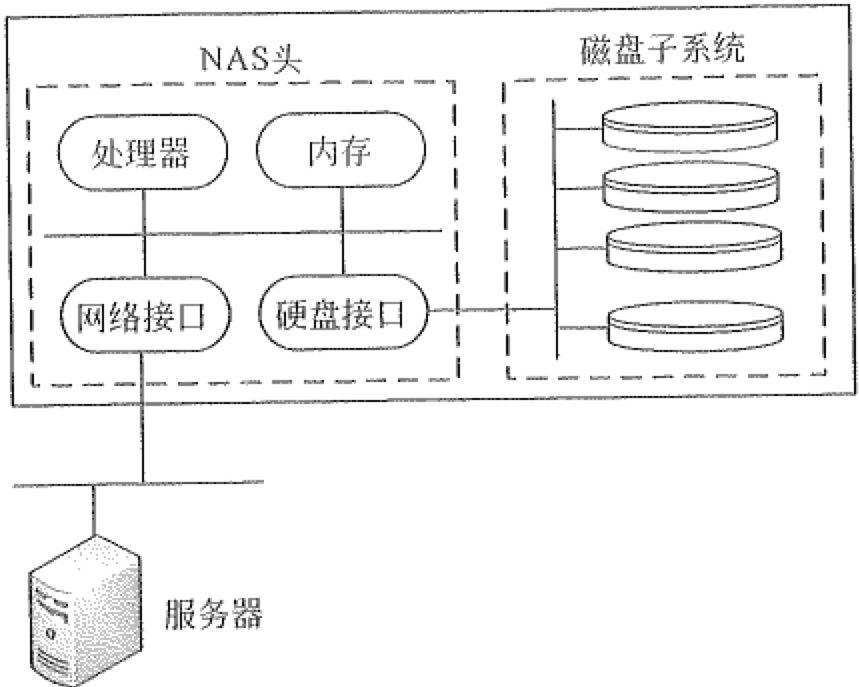 NAS头
磁盘子系统
处理器
内存
网络接口
硬盘接口
服务器